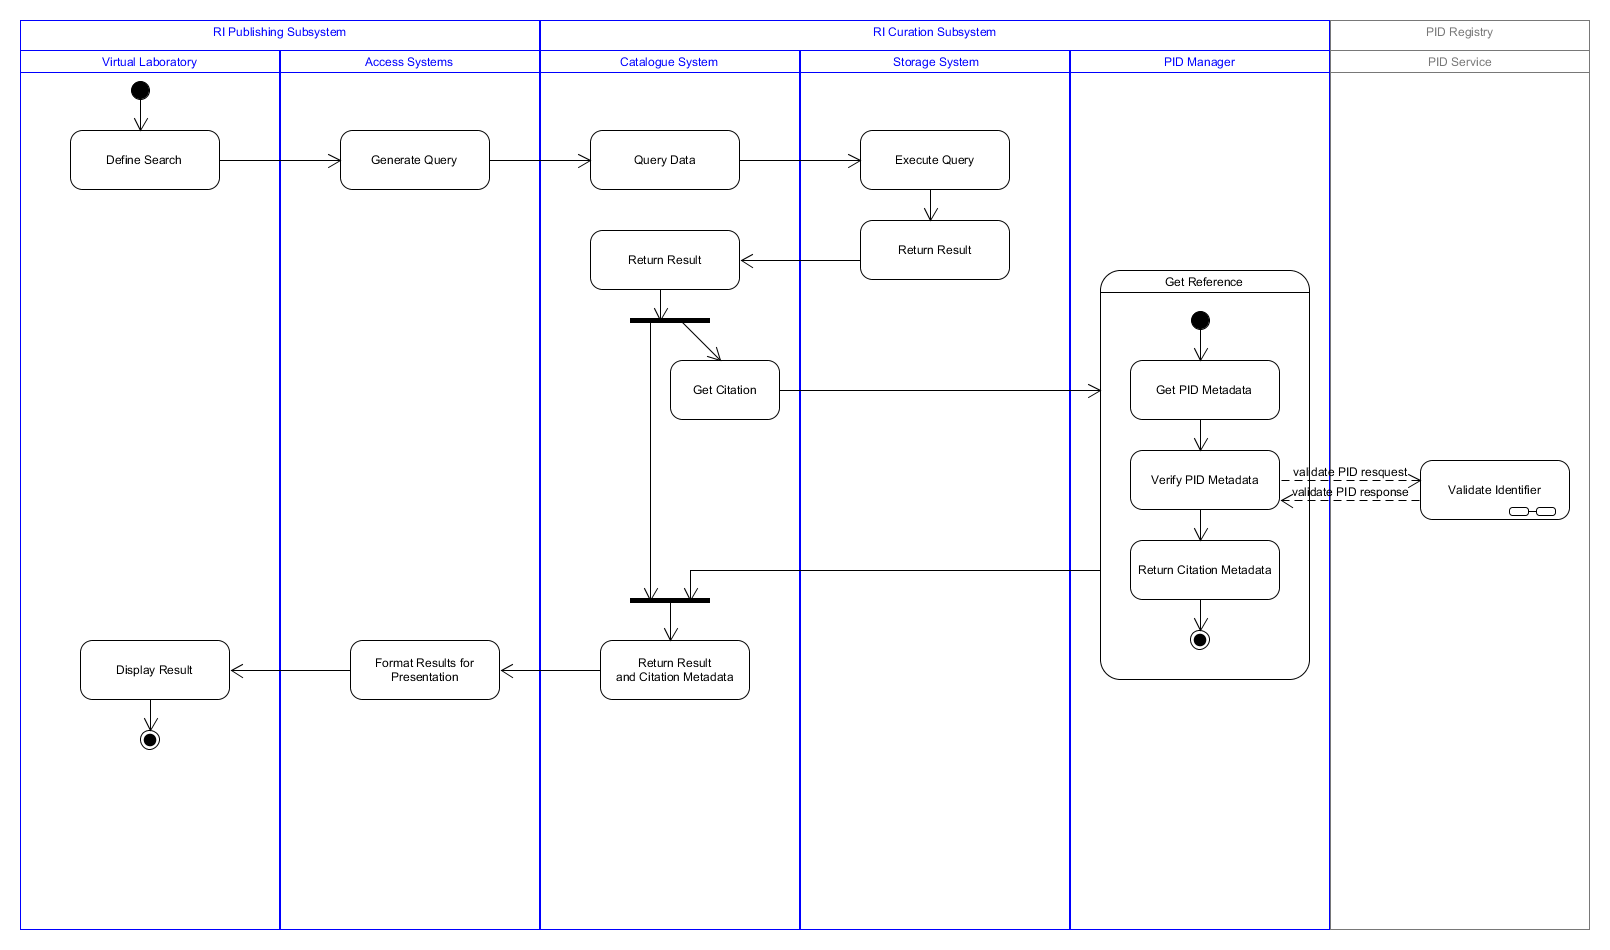 RI Publishing Subsystem
RI Curation Subsystem
PID Registry
Virtual Laboratory
Access Systems
Catalogue System
Storage System
PID Manager
PID Service
Define Search
Generate Query
Query Data
Execute Query
Return Result
Return Result
Get Reference
Get Citation
Get PID Metadata
Verify PID Metadata
validate PID resquest
validate PID response
Validate Identifier
Return Citation Metadata
Display Result
Format Results for
Presentation
Return Result
and Citation Metadata